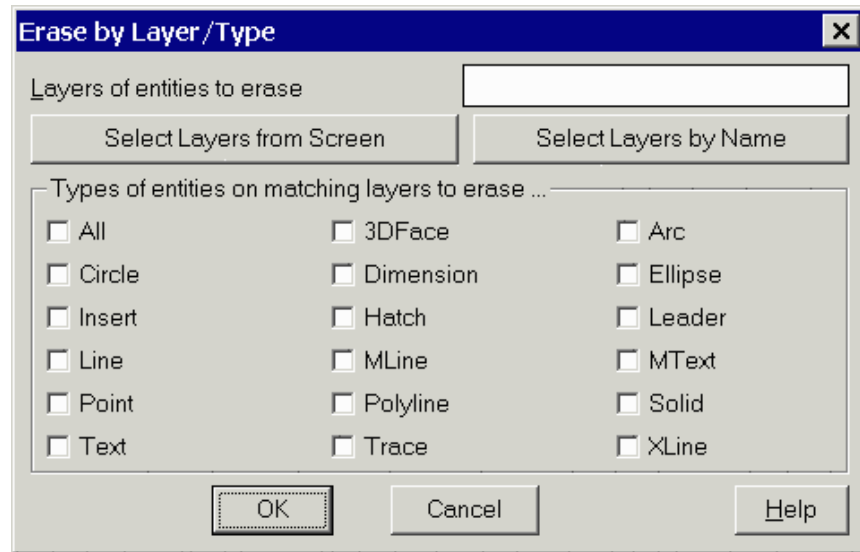 Erase by Layer/Type
Layers of entities to erase
Select Layers from Screen Select Layers by Name
Types of entities on matching layers to erase ...
All 3DFace Arc
Circle Dimension Ellipse
Insert Hatch Leader
Line MLine MText
Point Polyline Solid
Text Trace XLine
OK Cancel Help